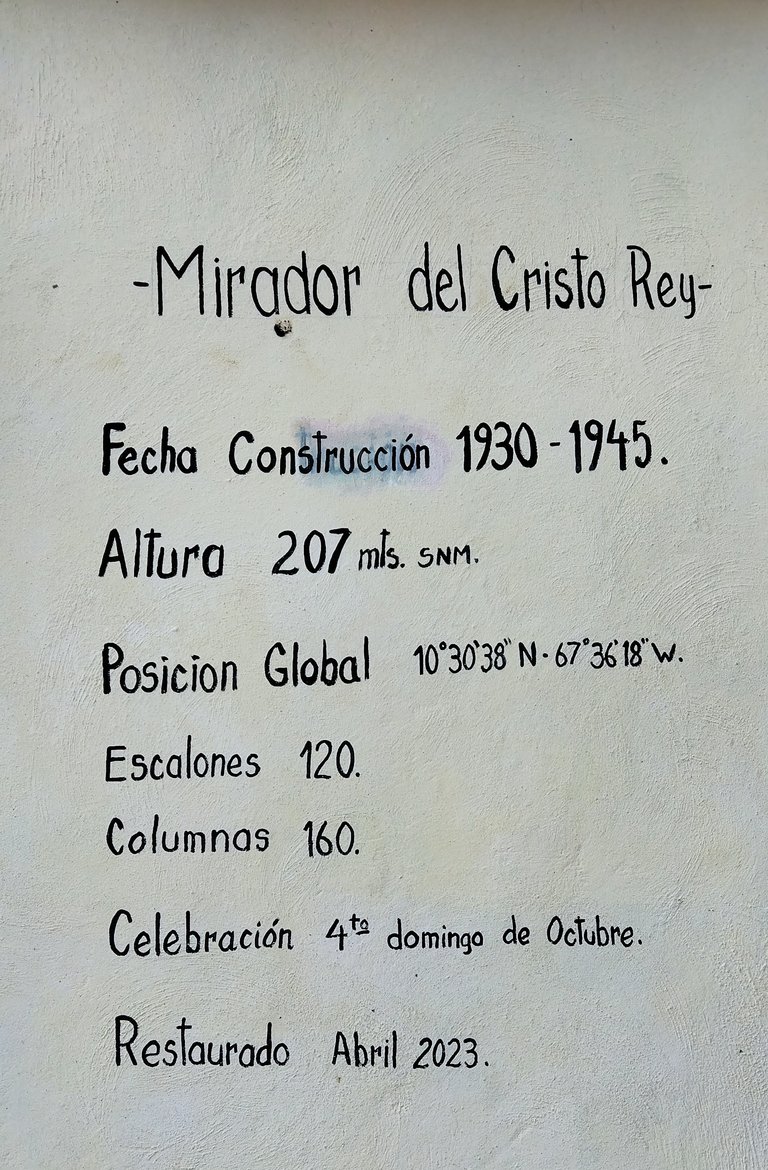 -Mirador del Cristo Rey-
Fecha Construcción 1930-1945.
Altura 207 mts. SNM.
Posicion Global 10°30'38" N · 67°36'18" W.
Escalones 120.
Columnas 160.
Celebración 4to domingo de Octubre.
Restaurado Abril 2023.